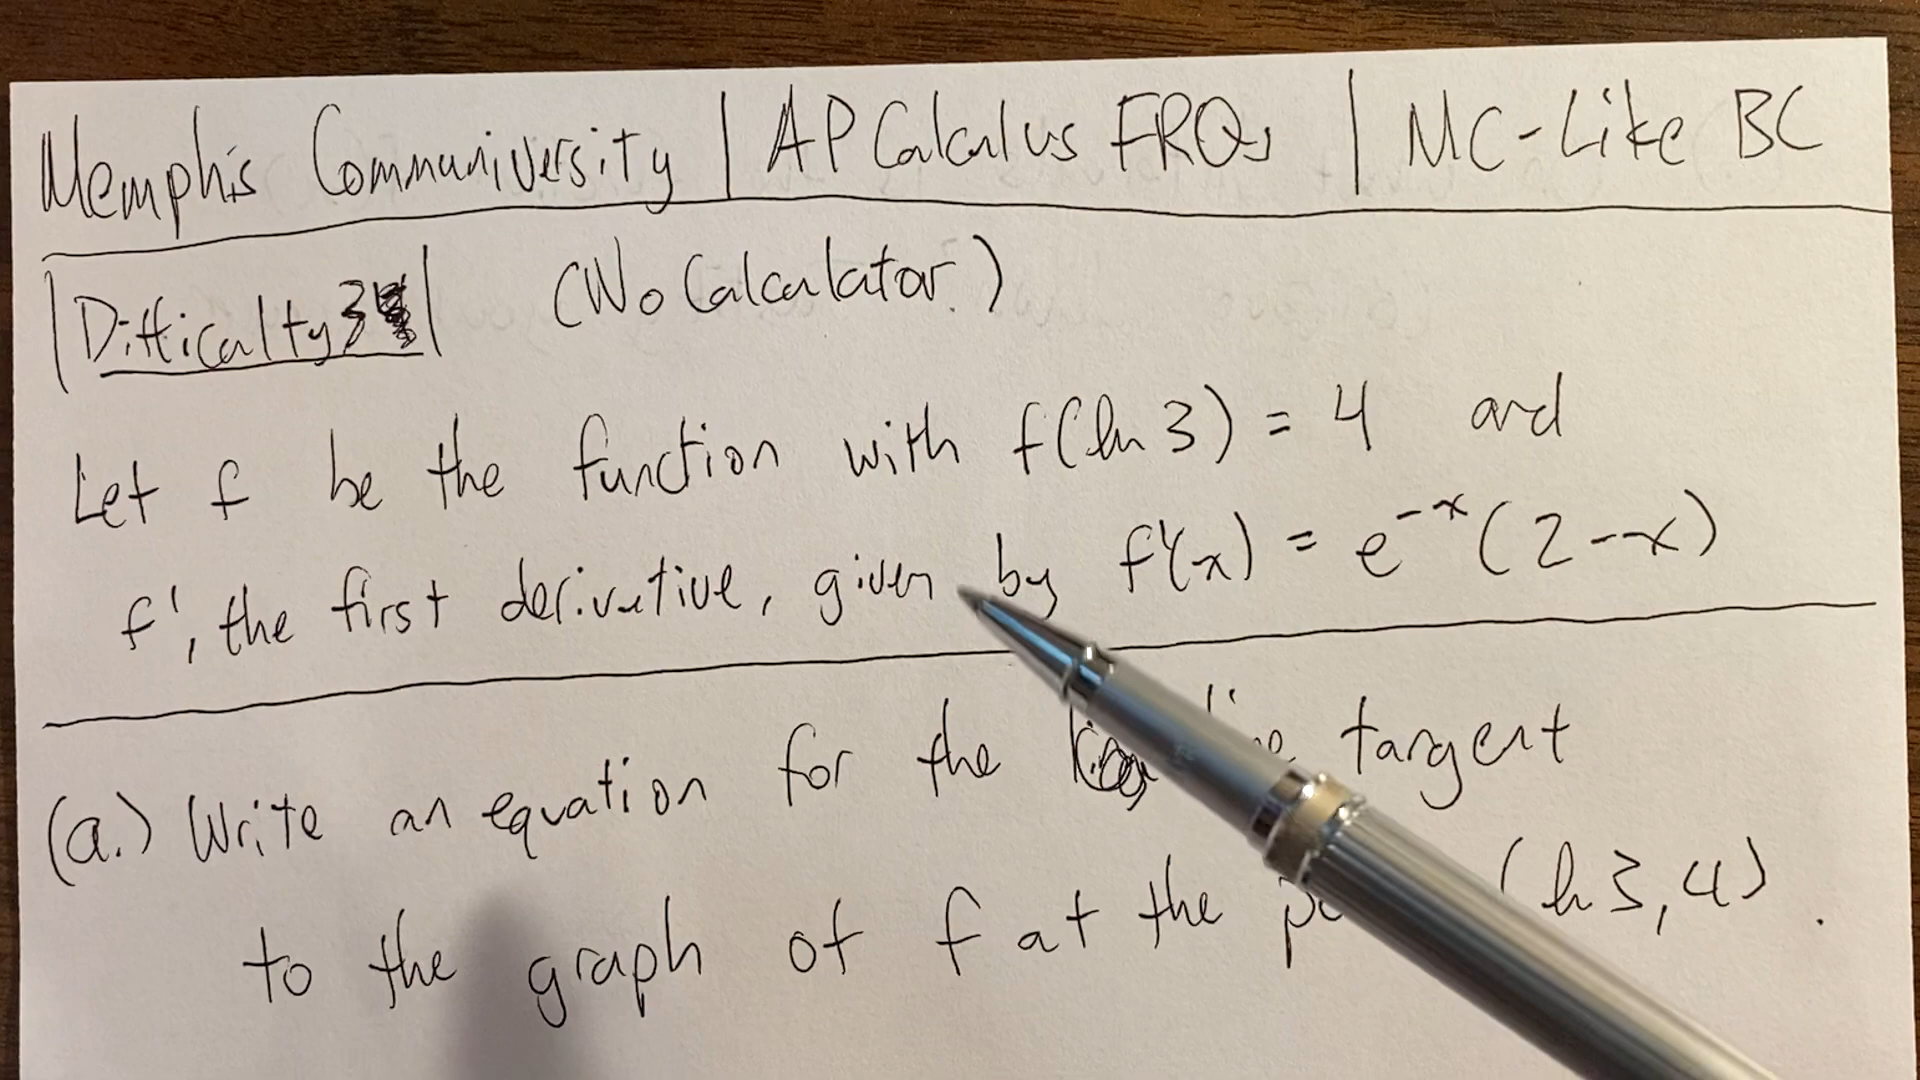 Memphis Communiversity | AP Calculus FRQs | MC-Like BC
Difficulty 3 (No Calculator.)
Let f be the function with f(ln 3) = 4 and
f', the first derivative, given by f'(x) = e^{-x}(2-x)
(a.) Write an equation for the tangent
to the graph of f at the (ln 3, 4).